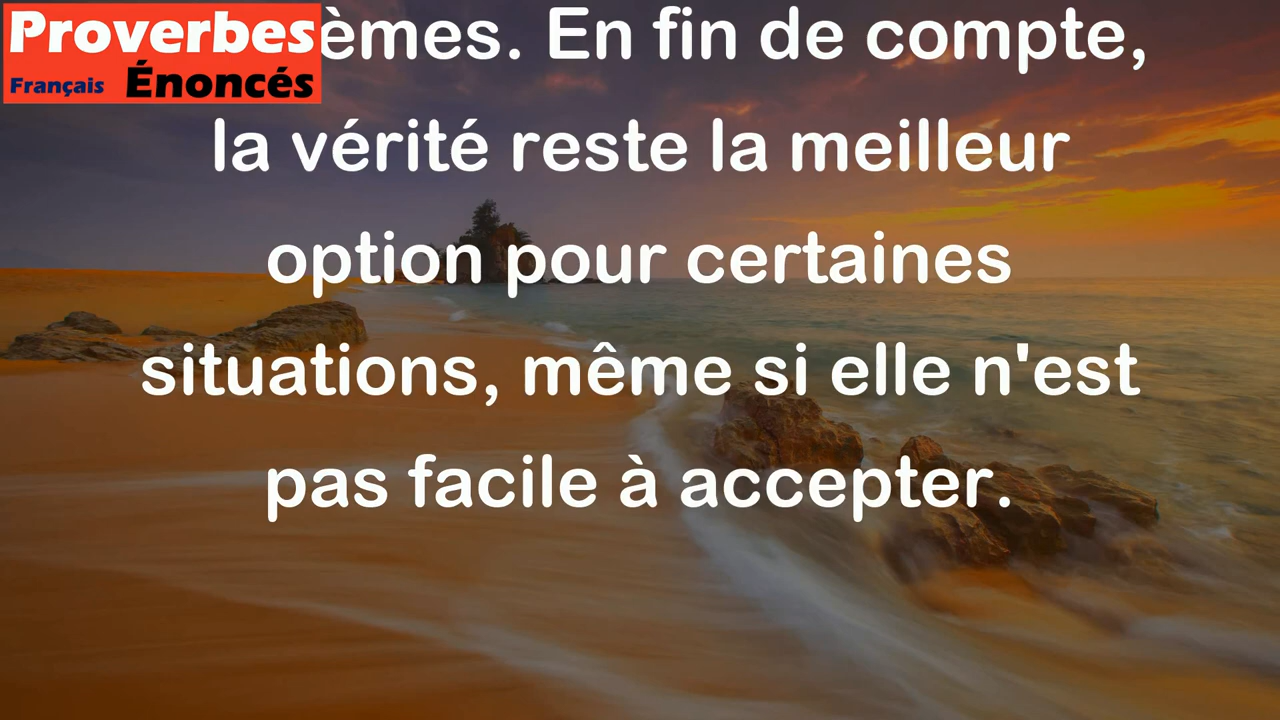 Proverbes
Français Énoncés
èmes. En fin de compte,
la vérité reste la meilleur
option pour certaines
situations, même si elle n'est
pas facile à accepter.